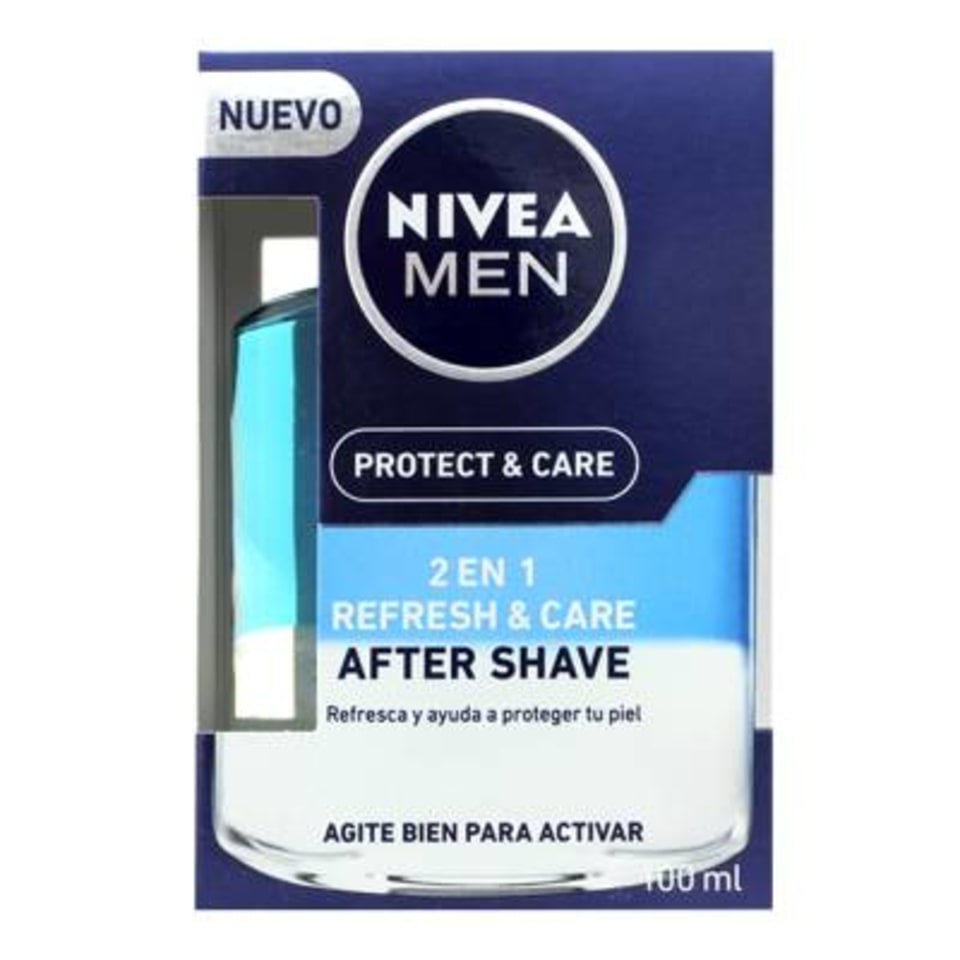 NUEVO
NIVEA
MEN
PROTECT & CARE
2 EN 1
REFRESH & CARE
AFTER SHAVE
Refresca y ayuda a proteger tu piel
AGITE BIEN PARA ACTIVAR
100 ml